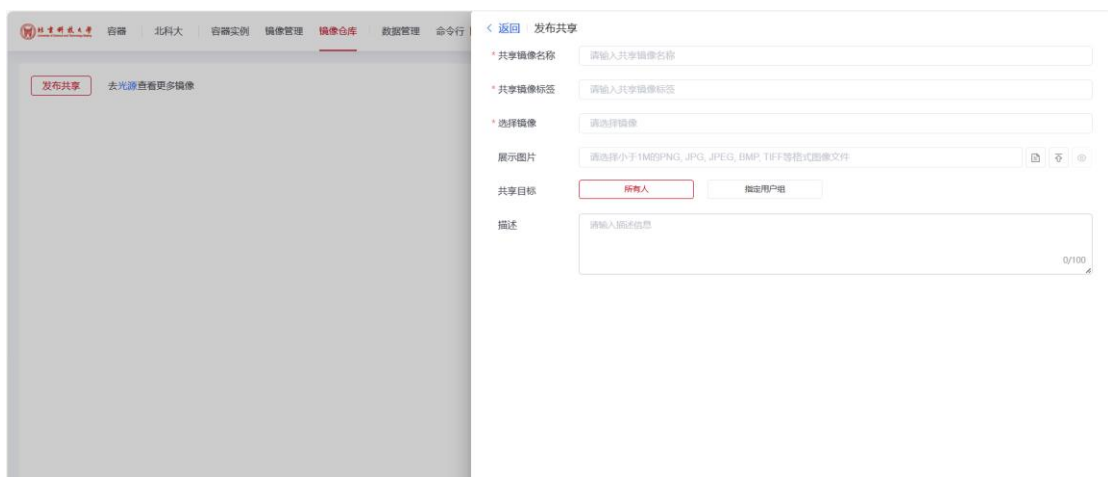 北京科技大学 容器 北科大 容器实例 镜像管理 镜像仓库 数据管理 命令行
发布共享 去光源查看更多镜像
< 返回 发布共享
* 共享镜像名称 请输入共享镜像名称
* 共享镜像标签 请输入共享镜像标签
* 选择镜像 请选择镜像
展示图片 请选择小于1M的PNG, JPG, JPEG, BMP, TIFF等格式图像文件
共享目标 所有人 指定用户组
描述 请输入描述信息
0/100